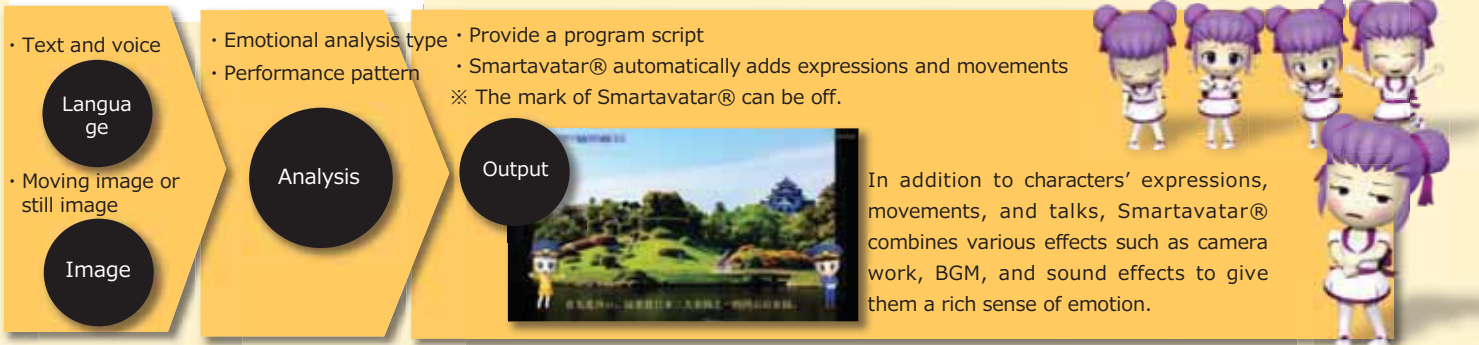 ・Text and voice
Langua
ge
・Moving image or
still image
Image
・Emotional analysis type
・Performance pattern
Analysis
・Provide a program script
・Smartavatar® automatically adds expressions and movements
※ The mark of Smartavatar® can be off.
Output
In addition to characters’ expressions,
movements, and talks, Smartavatar®
combines various effects such as camera
work, BGM, and sound effects to give
them a rich sense of emotion.